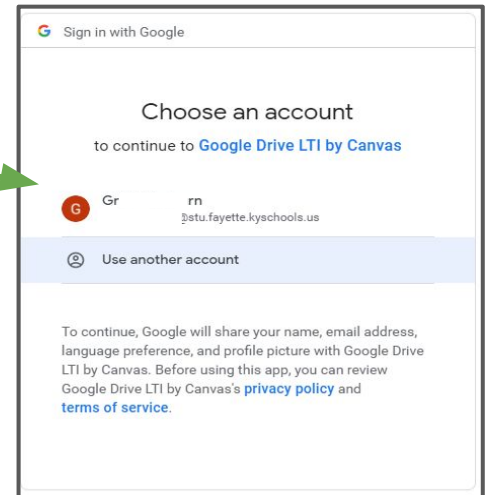 Sign in with Google
Choose an account
to continue to Google Drive LTI by Canvas
G
Gr rn
@stu.fayette.kyschools.us
Use another account
To continue, Google will share your name, email address,
language preference, and profile picture with Google Drive
LTI by Canvas. Before using this app, you can review
Google Drive LTI by Canvas's privacy policy and
terms of service.